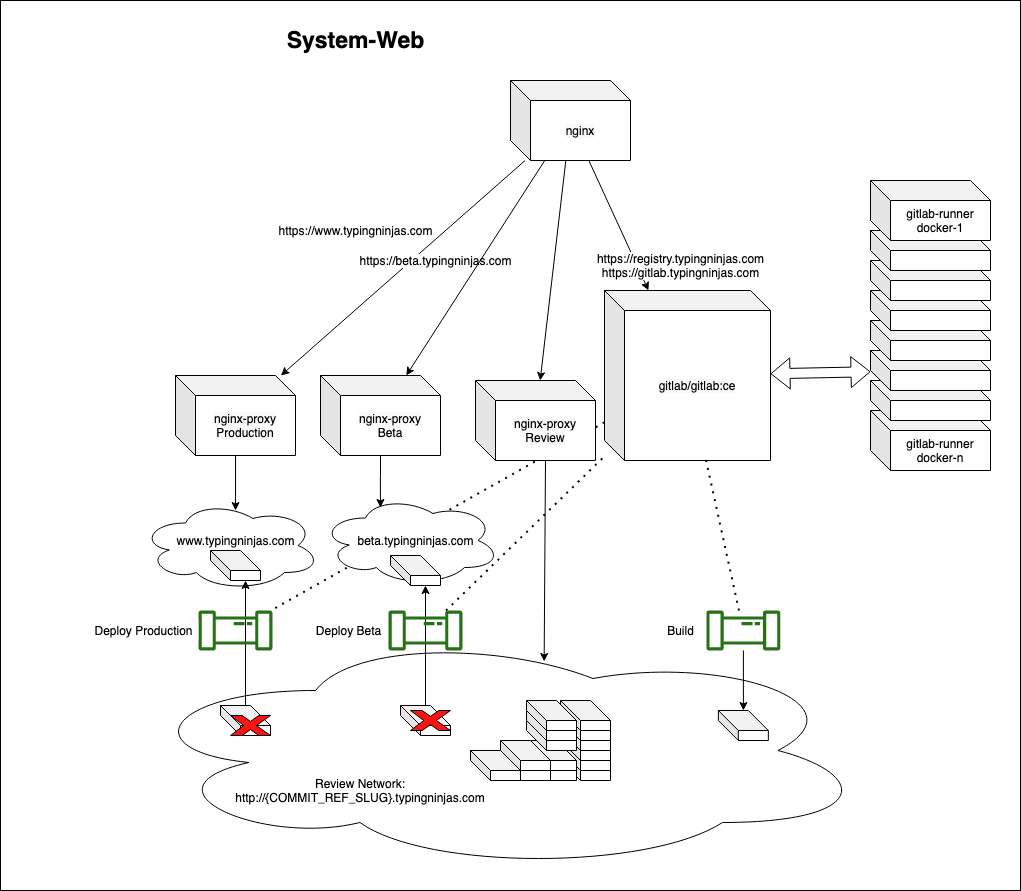 System-Web
nginx
gitlab-runner
docker-1
https://www.typingninjas.com
https://beta.typingninjas.com
https://registry.typingninjas.com
https://gitlab.typingninjas.com
gitlab/gitlab:ce
nginx-proxy
Production
nginx-proxy
Beta
nginx-proxy
Review
gitlab-runner
docker-n
www.typingninjas.com
beta.typingninjas.com
Deploy Production
Deploy Beta
Build
Review Network:
http://{COMMIT_REF_SLUG}.typingninjas.com